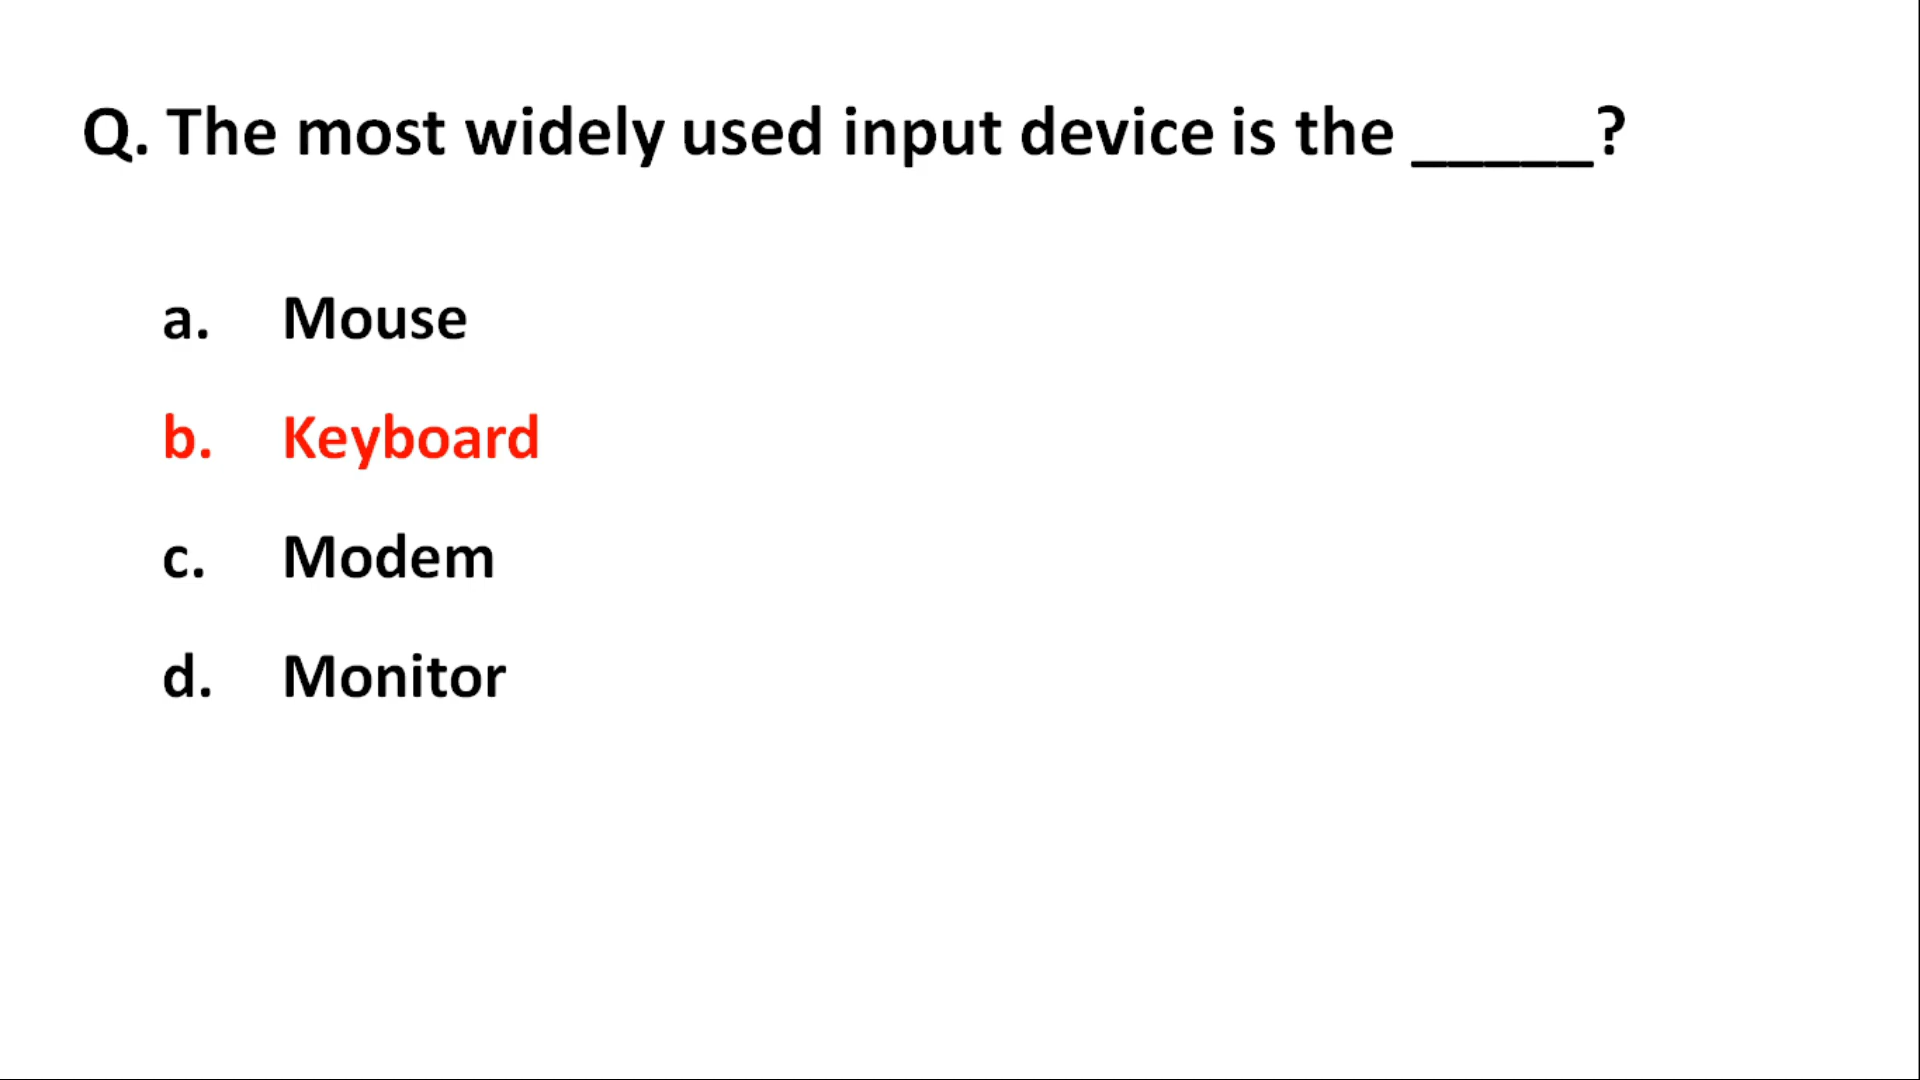 Q. The most widely used input device is the _____?
a. Mouse
b. Keyboard
c. Modem
d. Monitor